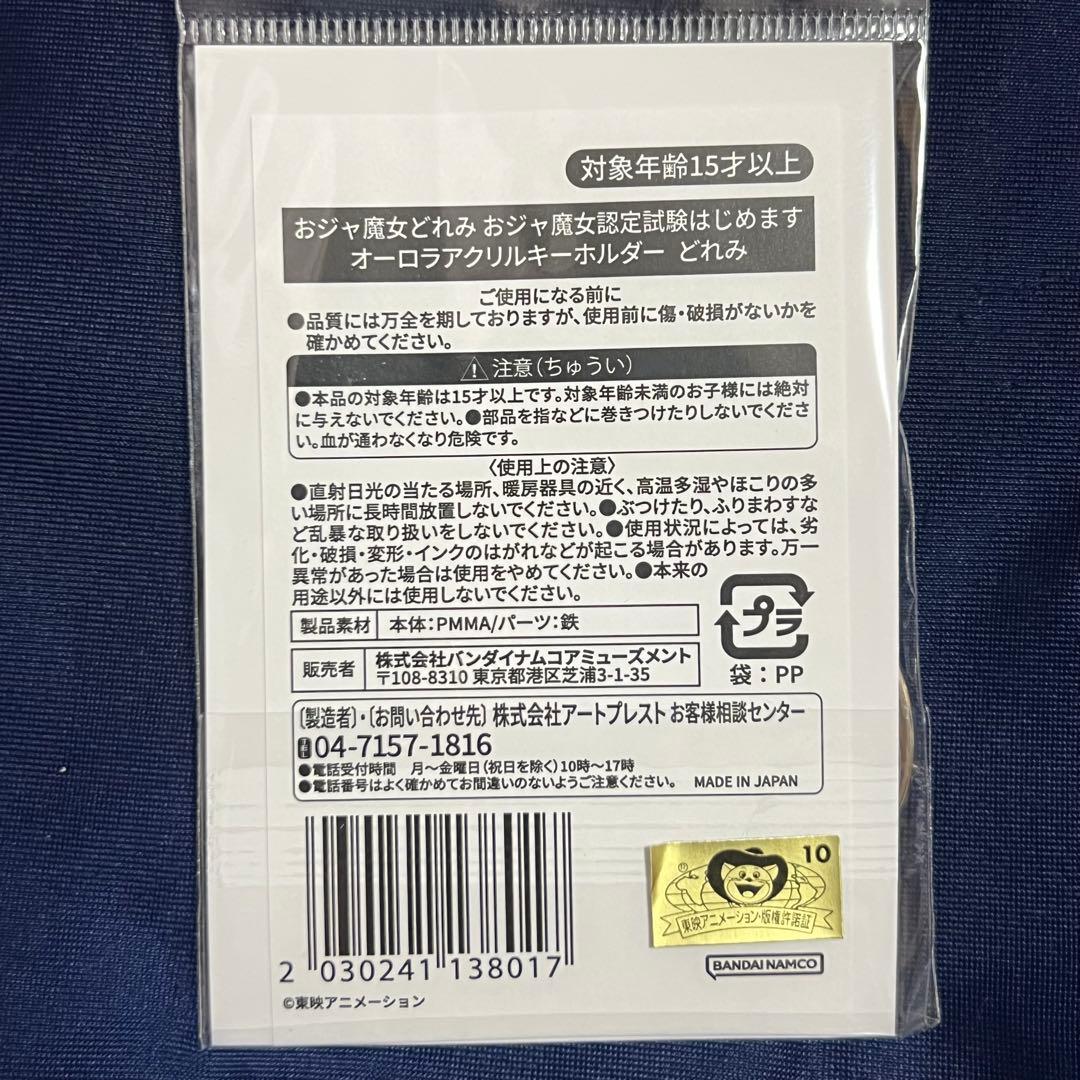 対象年齢15才以上
おジャ魔女どれみ おジャ魔女認定試験はじめます
オーロラアクリルキーホルダー どれみ
ご使用になる前に
●品質には万全を期しておりますが、使用前に傷・破損がないかを
確かめてください。
⚠注意(ちゅうい)
●本品の対象年齢は15才以上です。対象年齢未満のお子様には絶対
に与えないでください。●部品を指などに巻きつけたりしないでくださ
い。血が通わなくなり危険です。
〈使用上の注意〉
●直射日光の当たる場所、暖房器具の近く、高温多湿やほこりの多
い場所に長時間放置しないでください。●ぶつけたり、ふりまわすな
ど乱暴な取り扱いをしないでください。●使用状況によっては、劣
化・破損・変形・インクのはがれなどが起こる場合があります。万一
異常があった場合は使用をやめてください。●本来の
用途以外には使用しないでください。
プラ
袋：PP
製品素材 本体：PMMA/パーツ：鉄
販売者 株式会社バンダイナムコアミューズメント
〒108-8310 東京都港区芝浦3-1-35
〔製造者〕・〔お問い合わせ先〕株式会社アートプレスト お客様相談センター
04-7157-1816
●電話受付時間 月～金曜日(祝日を除く)10時～17時
●電話番号はよく確かめてお間違いのないようご注意ください。 MADE IN JAPAN
2 030241 138017
©東映アニメーション
10
東映アニメーション・版権許諾証
BANDAI NAMCO